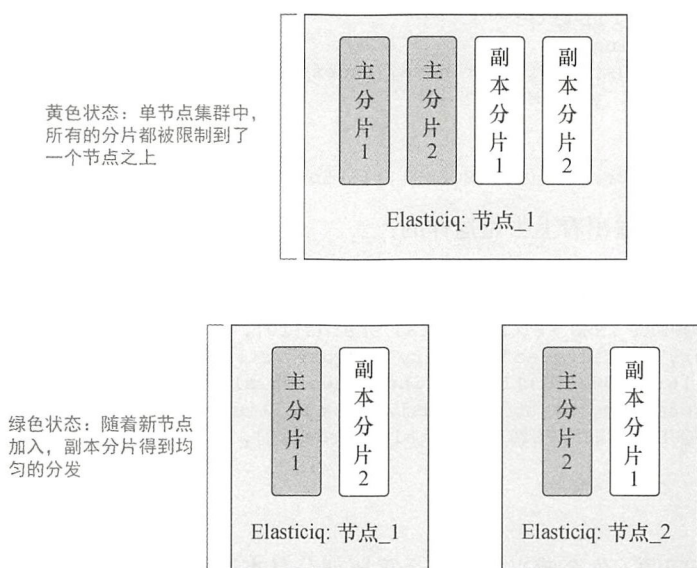 黄色状态：单节点集群中，
所有的分片都被限制到了
一个节点之上
主分片1
主分片2
副本分片1
副本分片2
Elasticiq: 节点_1
绿色状态：随着新节点
加入，副本分片得到均
匀的分发
主分片1
副本分片2
Elasticiq: 节点_1
主分片2
副本分片1
Elasticiq: 节点_2